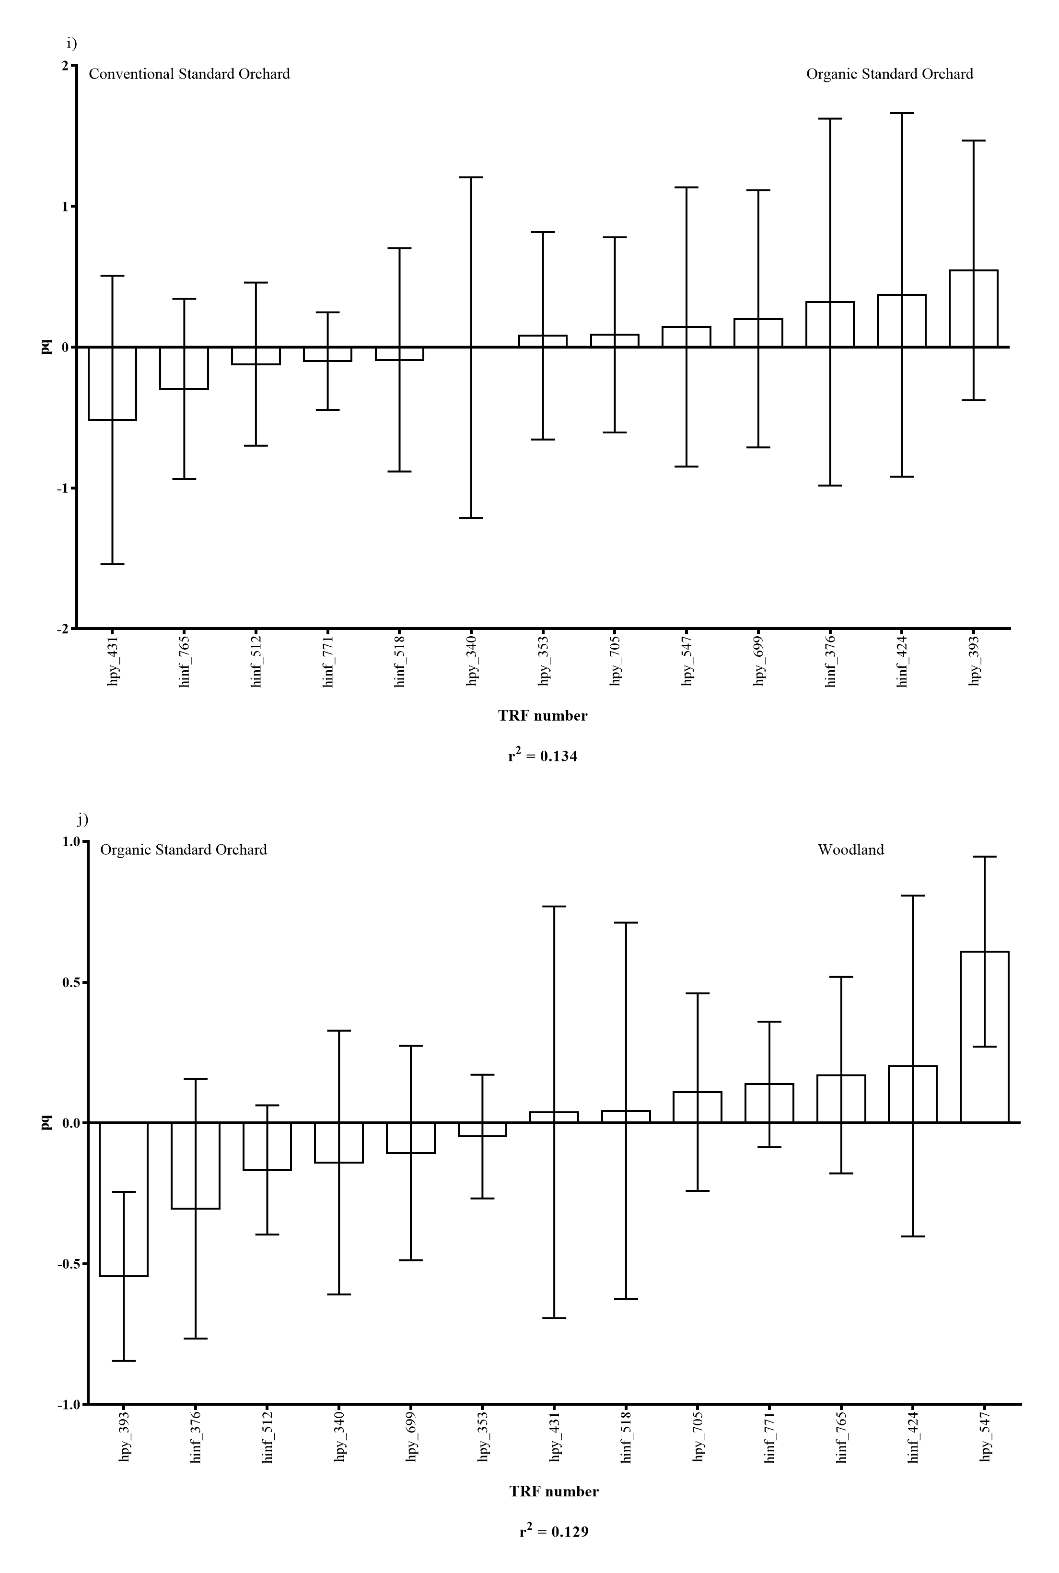 i)
Conventional Standard Orchard Organic Standard Orchard
2
1
0
-1
-2
pq
hpy_431 hinf_765 hinf_512 hinf_771 hinf_518 hpy_340 hpy_353 hpy_705 hpy_547 hpy_699 hinf_376 hinf_424 hpy_393
TRF number
r² = 0.134
j)
Organic Standard Orchard Woodland
1.0
0.5
0.0
-0.5
-1.0
pq
hpy_393 hinf_376 hinf_512 hpy_340 hpy_699 hpy_353 hpy_431 hinf_518 hpy_705 hinf_771 hinf_765 hinf_424 hpy_547
TRF number
r² = 0.129